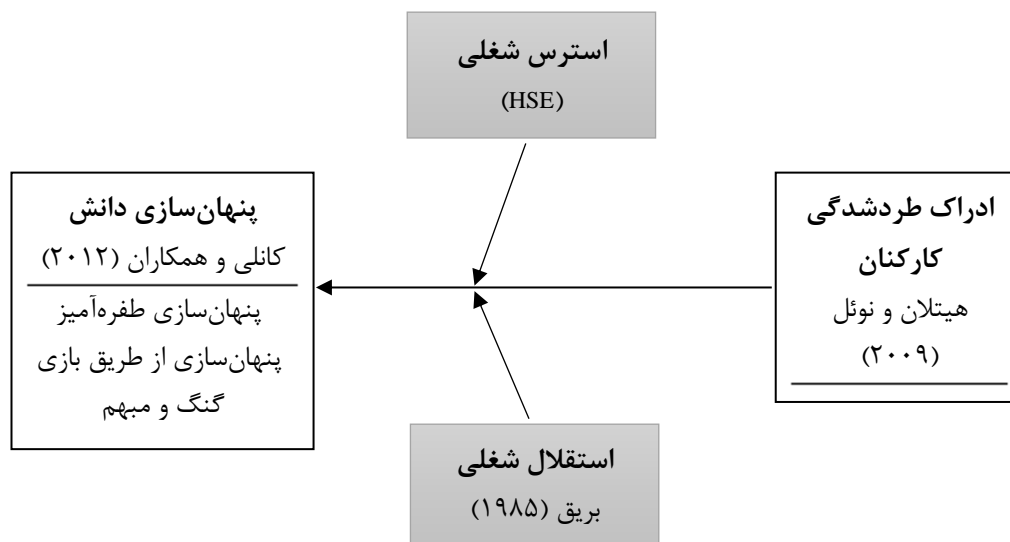 استرس شغلی
(HSE)
ادراک طردشدگی
کارکنان
هیتلان و نوئل
(۲۰۰۹)
پنهان‌سازی دانش
کانلی و همکاران (۲۰۱۲)
پنهان‌سازی طفره‌آمیز
پنهان‌سازی از طریق بازی
گنگ و مبهم
استقلال شغلی
بریق (۱۹۸۵)